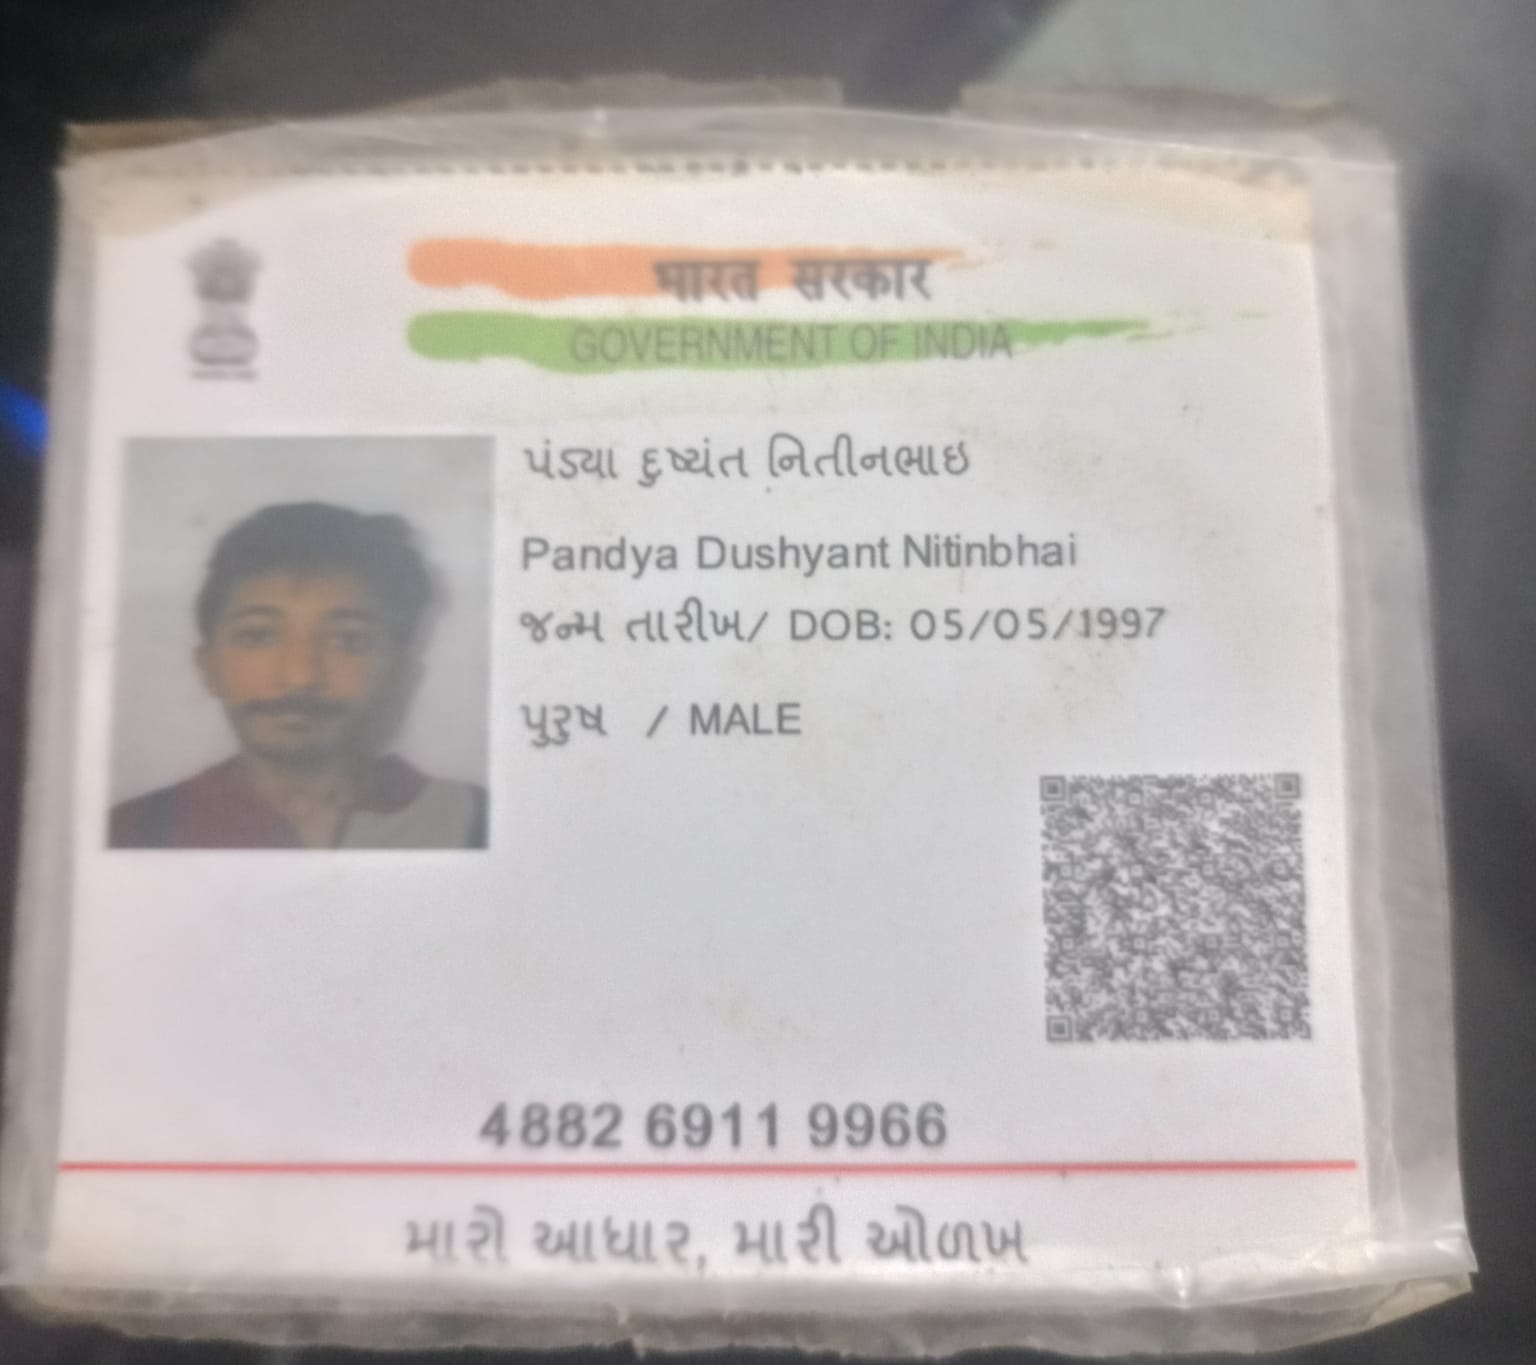 भारत सरकार
GOVERNMENT OF INDIA
પંડ્યા દુષ્યંત નિતીનભાઇ
Pandya Dushyant Nitinbhai
જન્મ તારીખ/ DOB: 05/05/1997
પુરુષ / MALE
4882 6911 9966
મારો આધાર, મારી ઓળખ